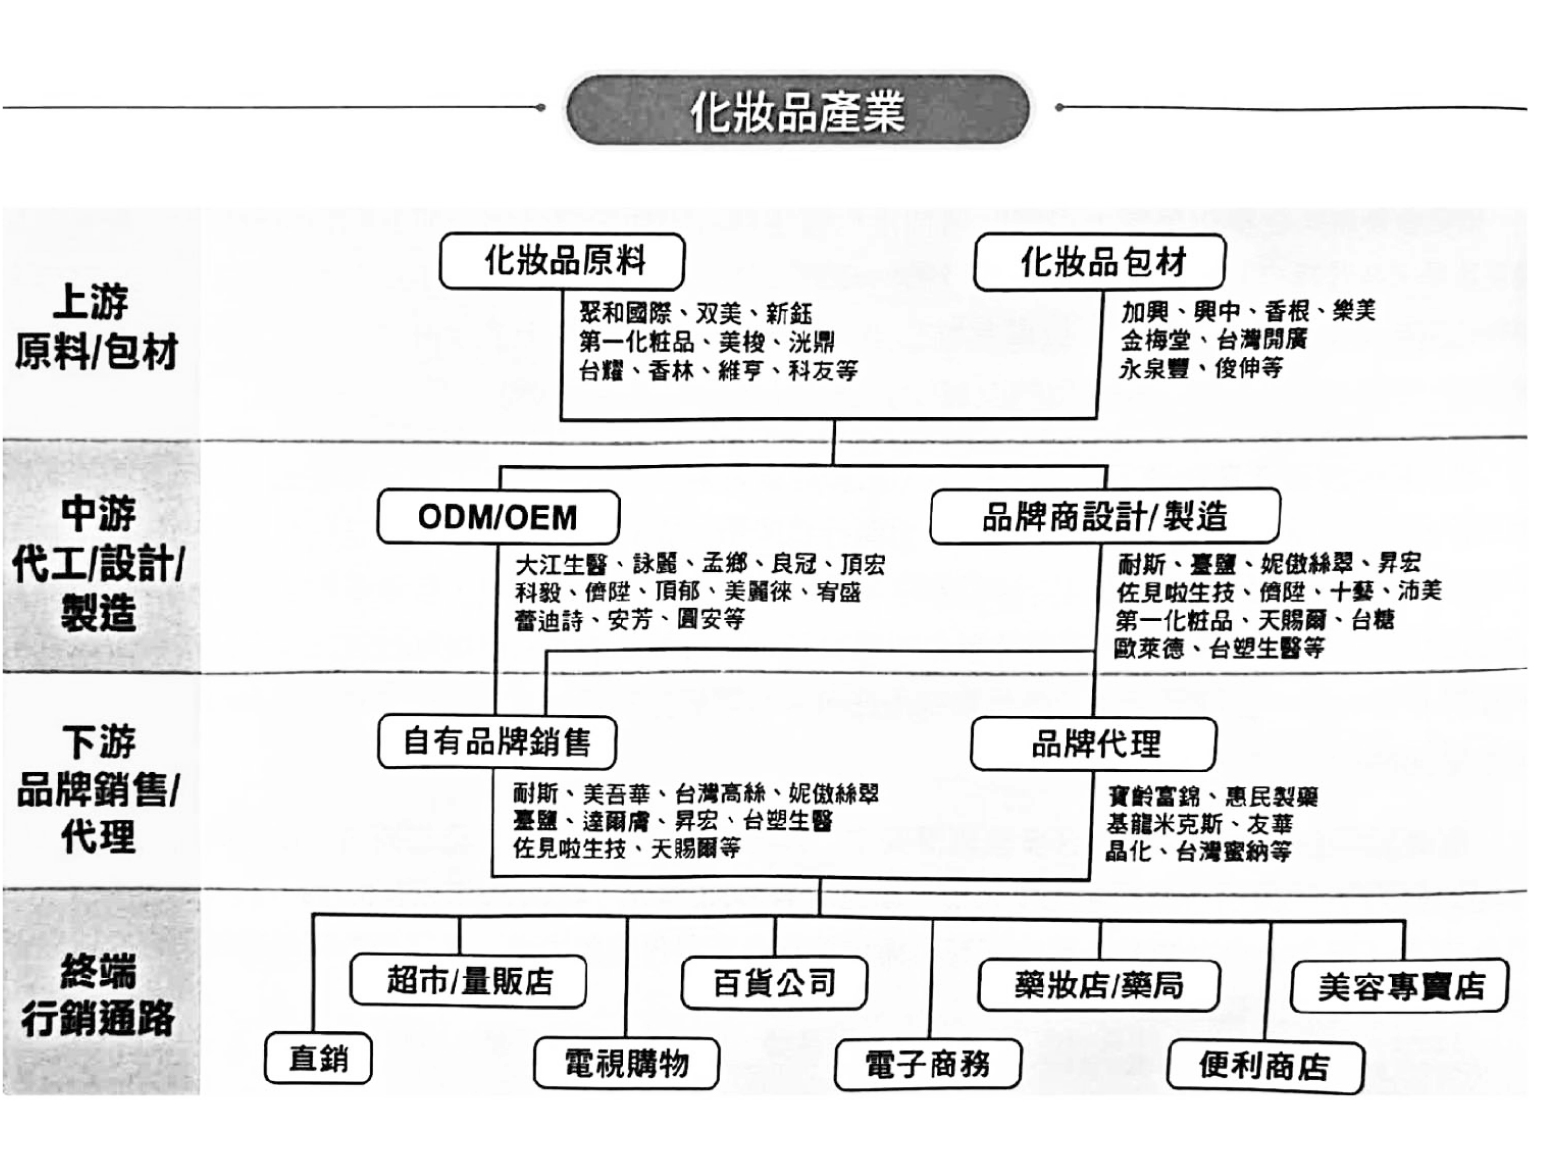 化妝品產業
上游
原料/包材
化妝品原料
聚和國際、双美、新鈺
第一化粧品、美梭、洸鼎
台耀、香林、維亨、科友等
化妝品包材
加興、興中、香根、樂美
金梅堂、台灣開廣
永泉豐、俊伸等
中游
代工/設計/
製造
ODM/OEM
大江生醫、詠麗、孟鄉、良冠、頂宏
科毅、儕陞、頂郁、美麗徠、宥盛
蕾迪詩、安芳、圓安等
品牌商設計/製造
耐斯、臺鹽、妮傲絲翠、昇宏
佐見啦生技、儕陞、十藝、沛美
第一化粧品、天賜爾、台糖
歐萊德、台塑生醫等
下游
品牌銷售/
代理
自有品牌銷售
耐斯、美吾華、台灣高絲、妮傲絲翠
臺鹽、達爾膚、昇宏、台塑生醫
佐見啦生技、天賜爾等
品牌代理
寶齡富錦、惠民製藥
基龍米克斯、友華
晶化、台灣蜜納等
終端
行銷通路
超市/量販店
百貨公司
藥妝店/藥局
美容專賣店
直銷
電視購物
電子商務
便利商店